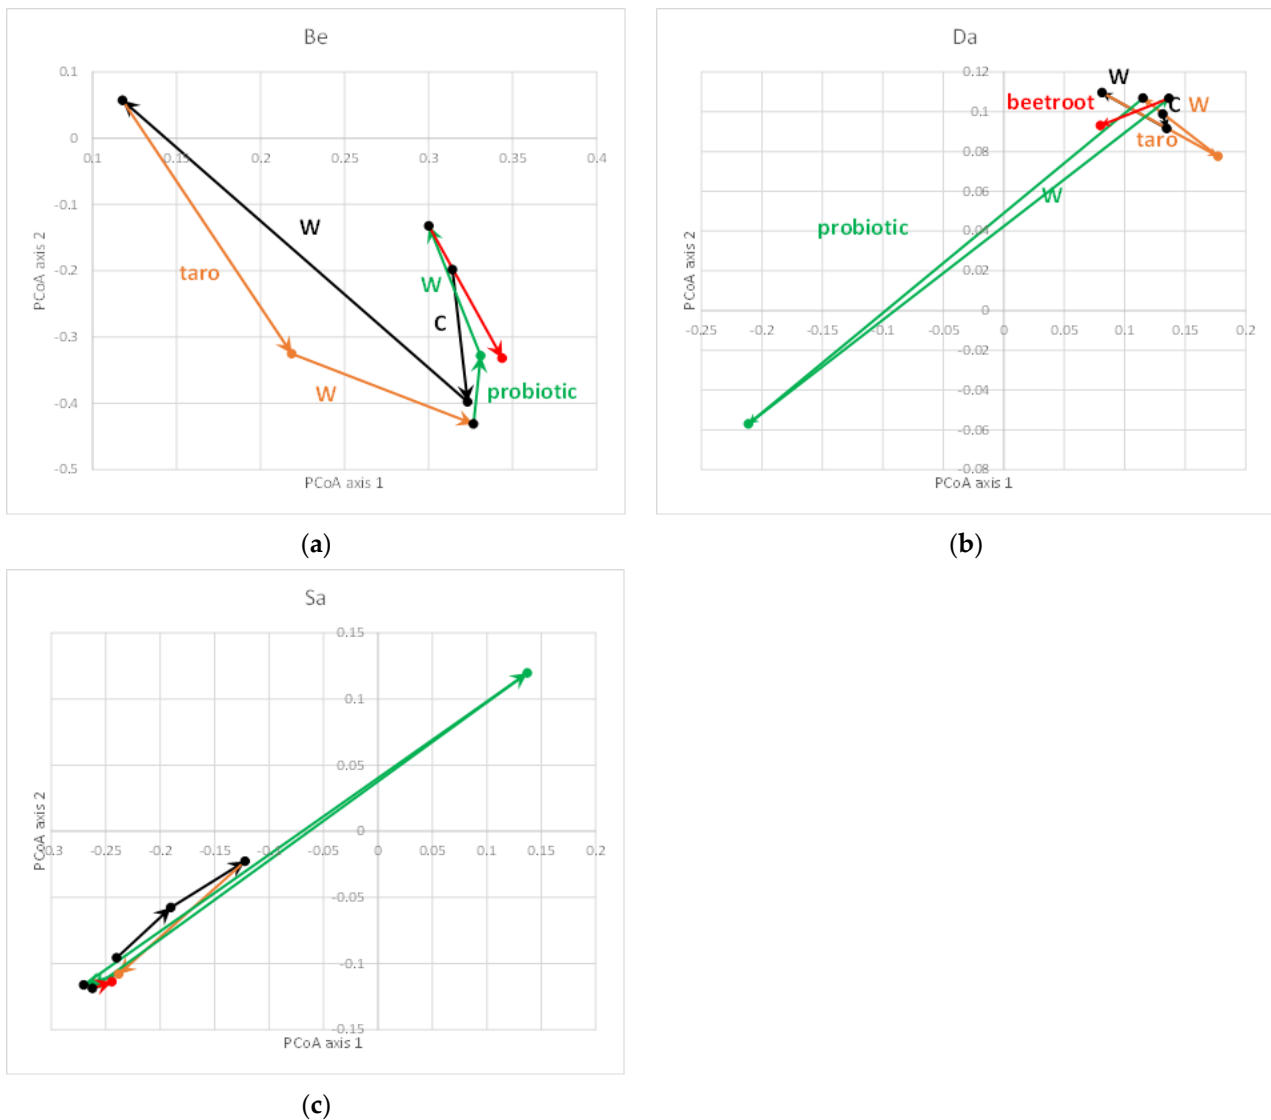 Be
0.1
0
-0.1
-0.2
-0.3
-0.4
-0.5
0.1
0.15
0.2
0.25
0.3
0.35
0.4
PCoA axis 2
PCoA axis 1
W
taro
W
C
W
probiotic
(a)
Da
0.12
0.1
0.08
0.06
0.04
0.02
0
-0.02
-0.04
-0.06
-0.08
-0.25
-0.2
-0.15
-0.1
-0.05
0
0.05
0.1
0.15
0.2
PCoA axis 2
PCoA axis 1
W
beetroot
C
W
taro
W
probiotic
(b)
Sa
0.15
0.1
0.05
0
-0.05
-0.1
-0.15
-0.3
-0.25
-0.2
-0.15
-0.1
-0.05
0
0.05
0.1
0.15
0.2
PCoA axis 2
PCoA axis 1
(c)